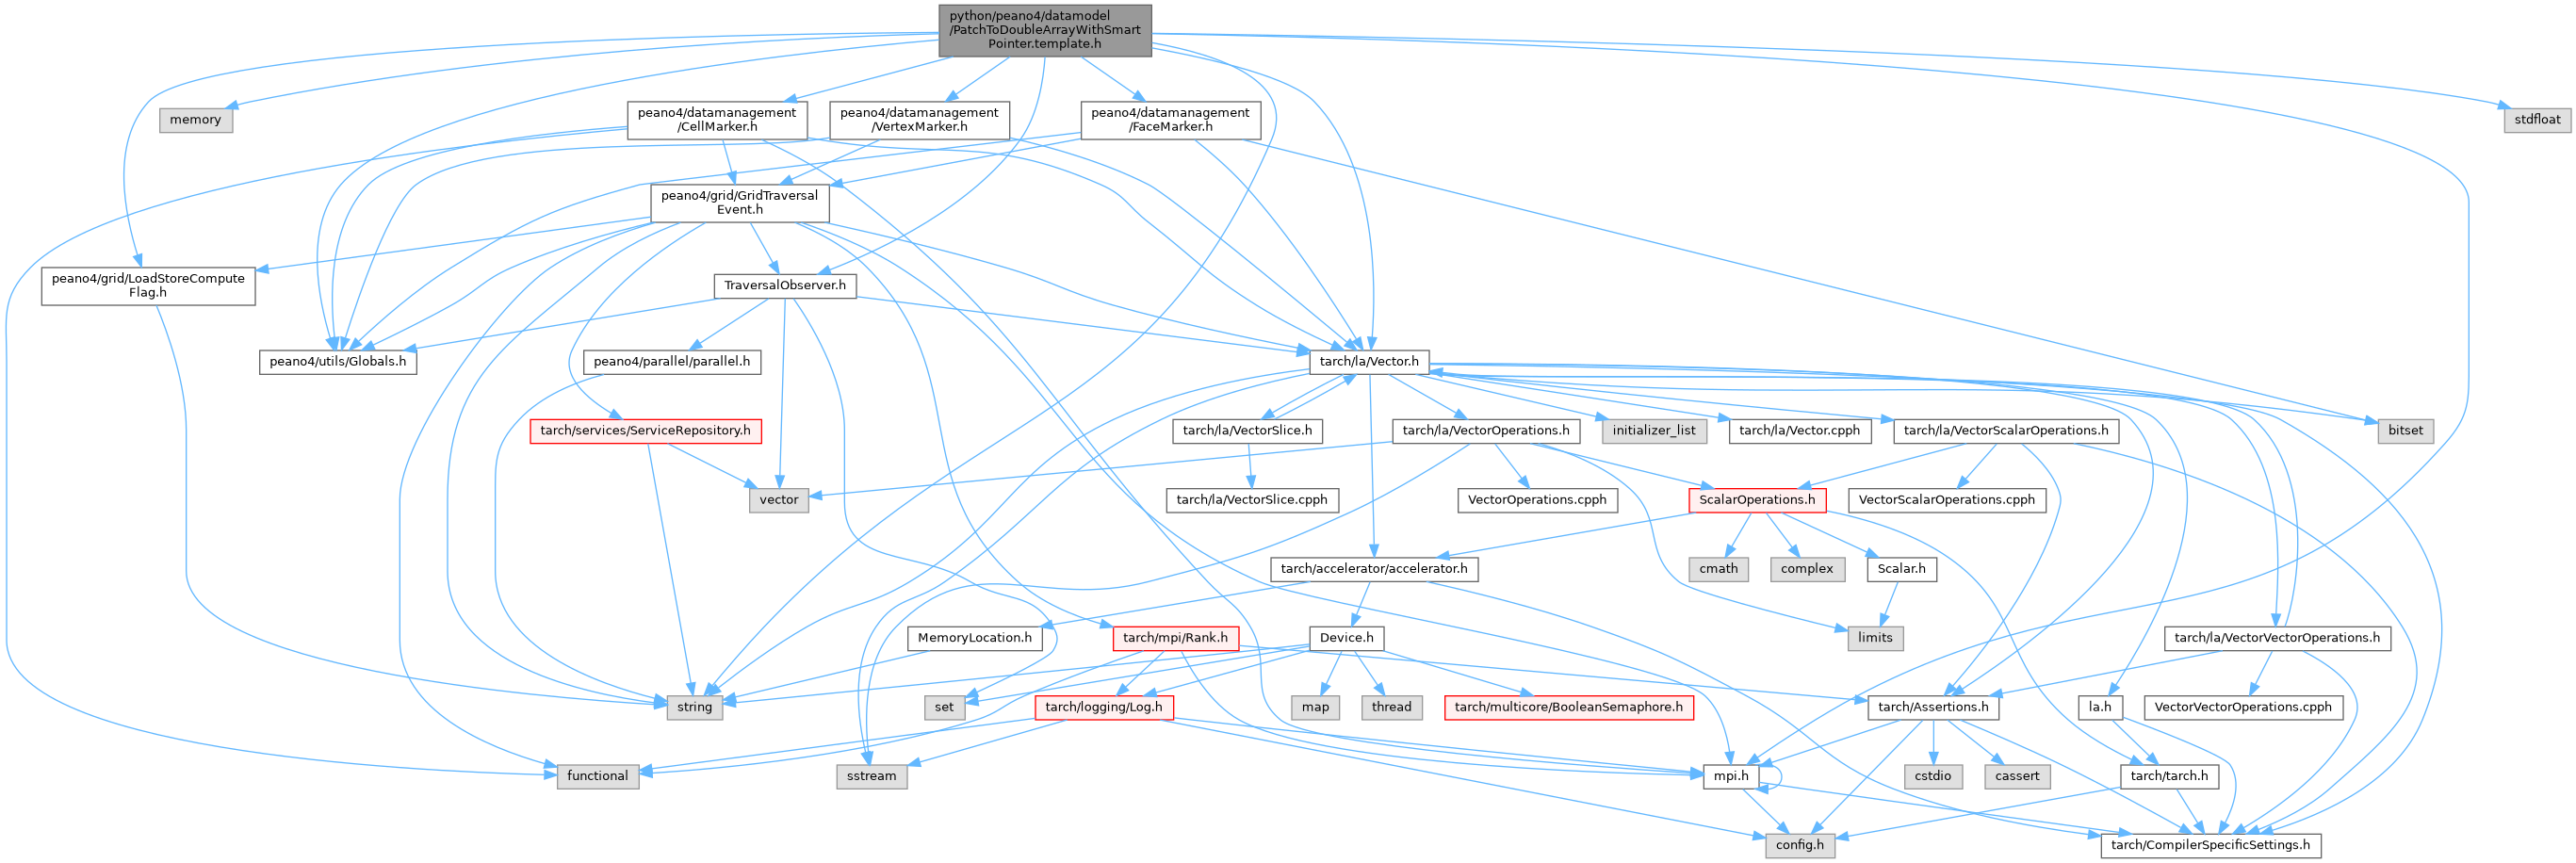 python/peano4/datamodel
/PatchToDoubleArrayWithSmart
Pointer.template.h
memory
peano4/datamanagement
/CellMarker.h
peano4/datamanagement
/VertexMarker.h
peano4/datamanagement
/FaceMarker.h
stdfloat
peano4/grid/GridTraversal
Event.h
peano4/grid/LoadStoreCompute
Flag.h
TraversalObserver.h
peano4/utils/Globals.h
peano4/parallel/parallel.h
tarch/la/Vector.h
tarch/services/ServiceRepository.h
tarch/la/VectorSlice.h
tarch/la/VectorOperations.h
initializer_list
tarch/la/Vector.cpph
tarch/la/VectorScalarOperations.h
bitset
vector
tarch/la/VectorSlice.cpph
VectorOperations.cpph
ScalarOperations.h
VectorScalarOperations.cpph
tarch/accelerator/accelerator.h
cmath
complex
Scalar.h
MemoryLocation.h
tarch/mpi/Rank.h
Device.h
limits
tarch/la/VectorVectorOperations.h
string
set
tarch/logging/Log.h
map
thread
tarch/multicore/BooleanSemaphore.h
tarch/Assertions.h
la.h
VectorVectorOperations.cpph
functional
sstream
mpi.h
cstdio
cassert
tarch/tarch.h
config.h
tarch/CompilerSpecificSettings.h